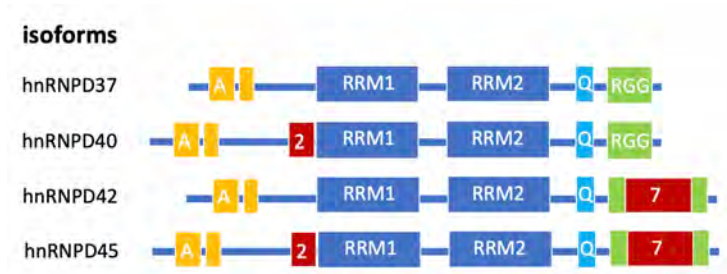 isoforms
hnRNPD37 A RRM1 RRM2 Q RGG
hnRNPD40 A 2 RRM1 RRM2 Q RGG
hnRNPD42 A RRM1 RRM2 Q 7
hnRNPD45 A 2 RRM1 RRM2 Q 7